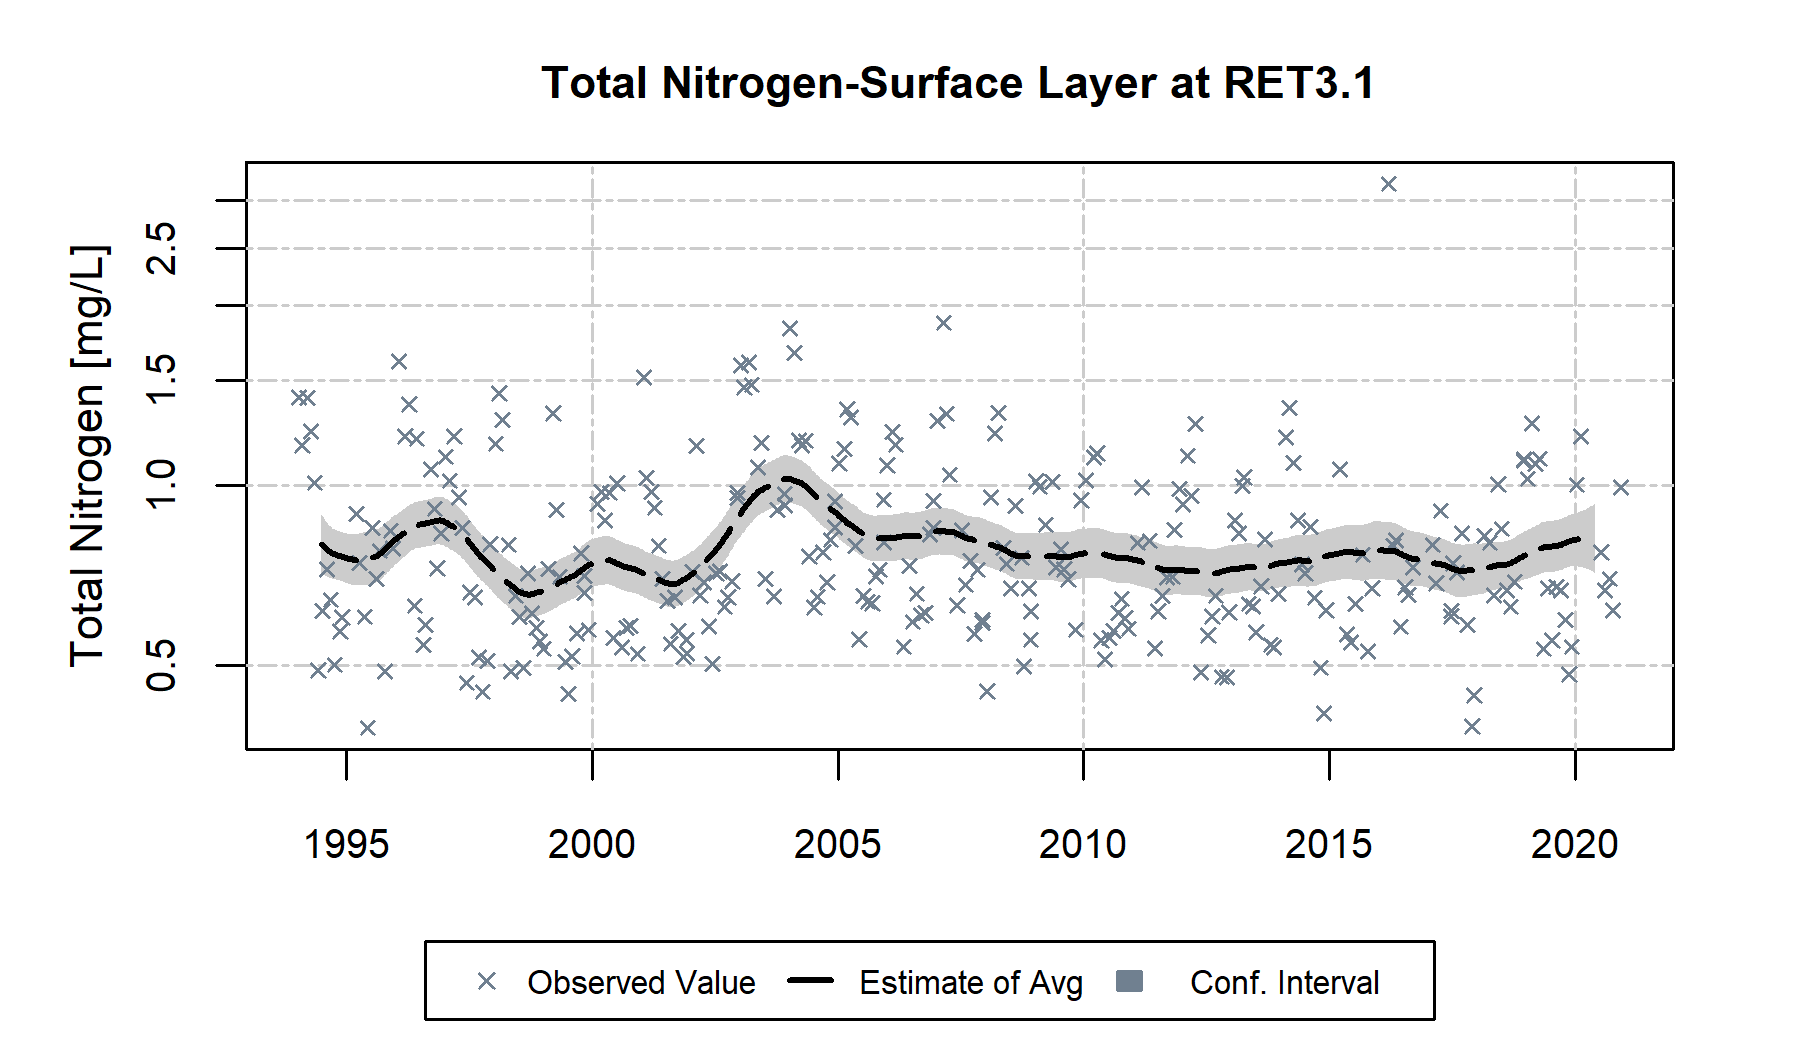 Total Nitrogen-Surface Layer at RET3.1
Total Nitrogen [mg/L]
2.5
1.5
1.0
0.5
1995 2000 2005 2010 2015 2020
Observed Value Estimate of Avg Conf. Interval